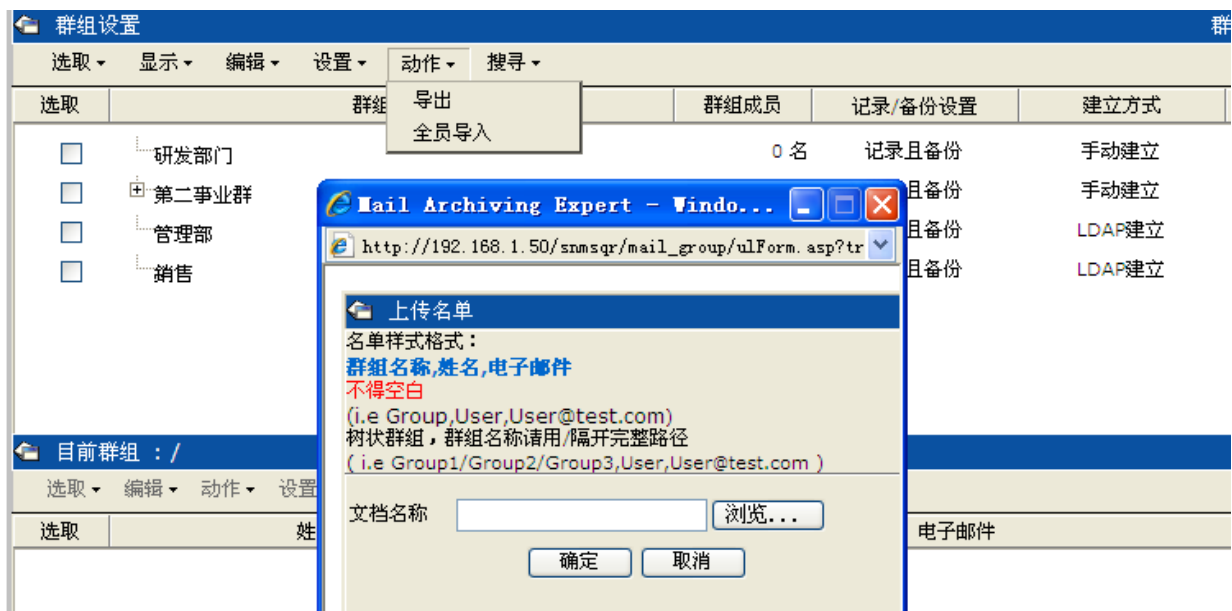 群组设置 群
选取 显示 编辑 设置 动作 搜寻
导出
全员导入
选取 群组 群组成员 记录/备份设置 建立方式
研发部门 0 名 记录且备份 手动建立
第二事业群 且备份 手动建立
管理部 且备份 LDAP建立
銷售 且备份 LDAP建立
Mail Archiving Expert - Windo...
http://192.168.1.50/snmsqr/mail_group/ulForm.asp?tr
上传名单
名单样式格式：
群组名称,姓名,电子邮件
不得空白
(i.e Group,User,User@test.com)
树状群组，群组名称请用/隔开完整路径
( i.e Group1/Group2/Group3,User,User@test.com )
文档名称 浏览...
确定 取消
目前群组 : /
选取 编辑 动作 设置
选取 姓 电子邮件